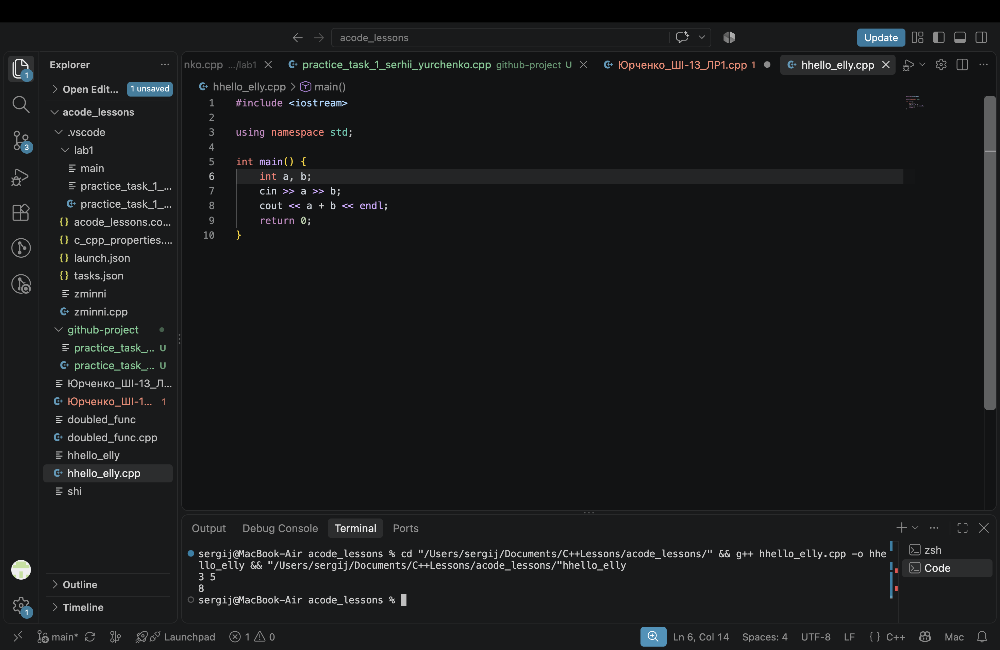 acode_lessons
Update
Explorer
1
Open Edit... 1 unsaved
acode_lessons
.vscode
lab1
main
practice_task_1_...
practice_task_1_...
{} acode_lessons.co...
{} c_cpp_properties....
{} launch.json
{} tasks.json
zminni
zminni.cpp
github-project
practice_task_... U
practice_task_... U
Юрченко_ШІ-13_Л...
Юрченко_ШІ-1... 1
doubled_func
doubled_func.cpp
hhello_elly
hhello_elly.cpp
shi
Outline
Timeline
3
1
nko.cpp .../lab1
practice_task_1_serhii_yurchenko.cpp github-project U
Юрченко_ШІ-13_ЛР1.cpp 1
hhello_elly.cpp
hhello_elly.cpp > main()
1 #include <iostream>
2
3 using namespace std;
4
5 int main() {
6 int a, b;
7 cin >> a >> b;
8 cout << a + b << endl;
9 return 0;
10 }
Output Debug Console Terminal Ports
sergij@MacBook-Air acode_lessons % cd "/Users/sergij/Documents/C++Lessons/acode_lessons/" && g++ hhello_elly.cpp -o hhe
llo_elly && "/Users/sergij/Documents/C++Lessons/acode_lessons/"hhello_elly
3 5
8
sergij@MacBook-Air acode_lessons %
zsh
Code
main* Launchpad 1 0 Ln 6, Col 14 Spaces: 4 UTF-8 LF {} C++ Mac